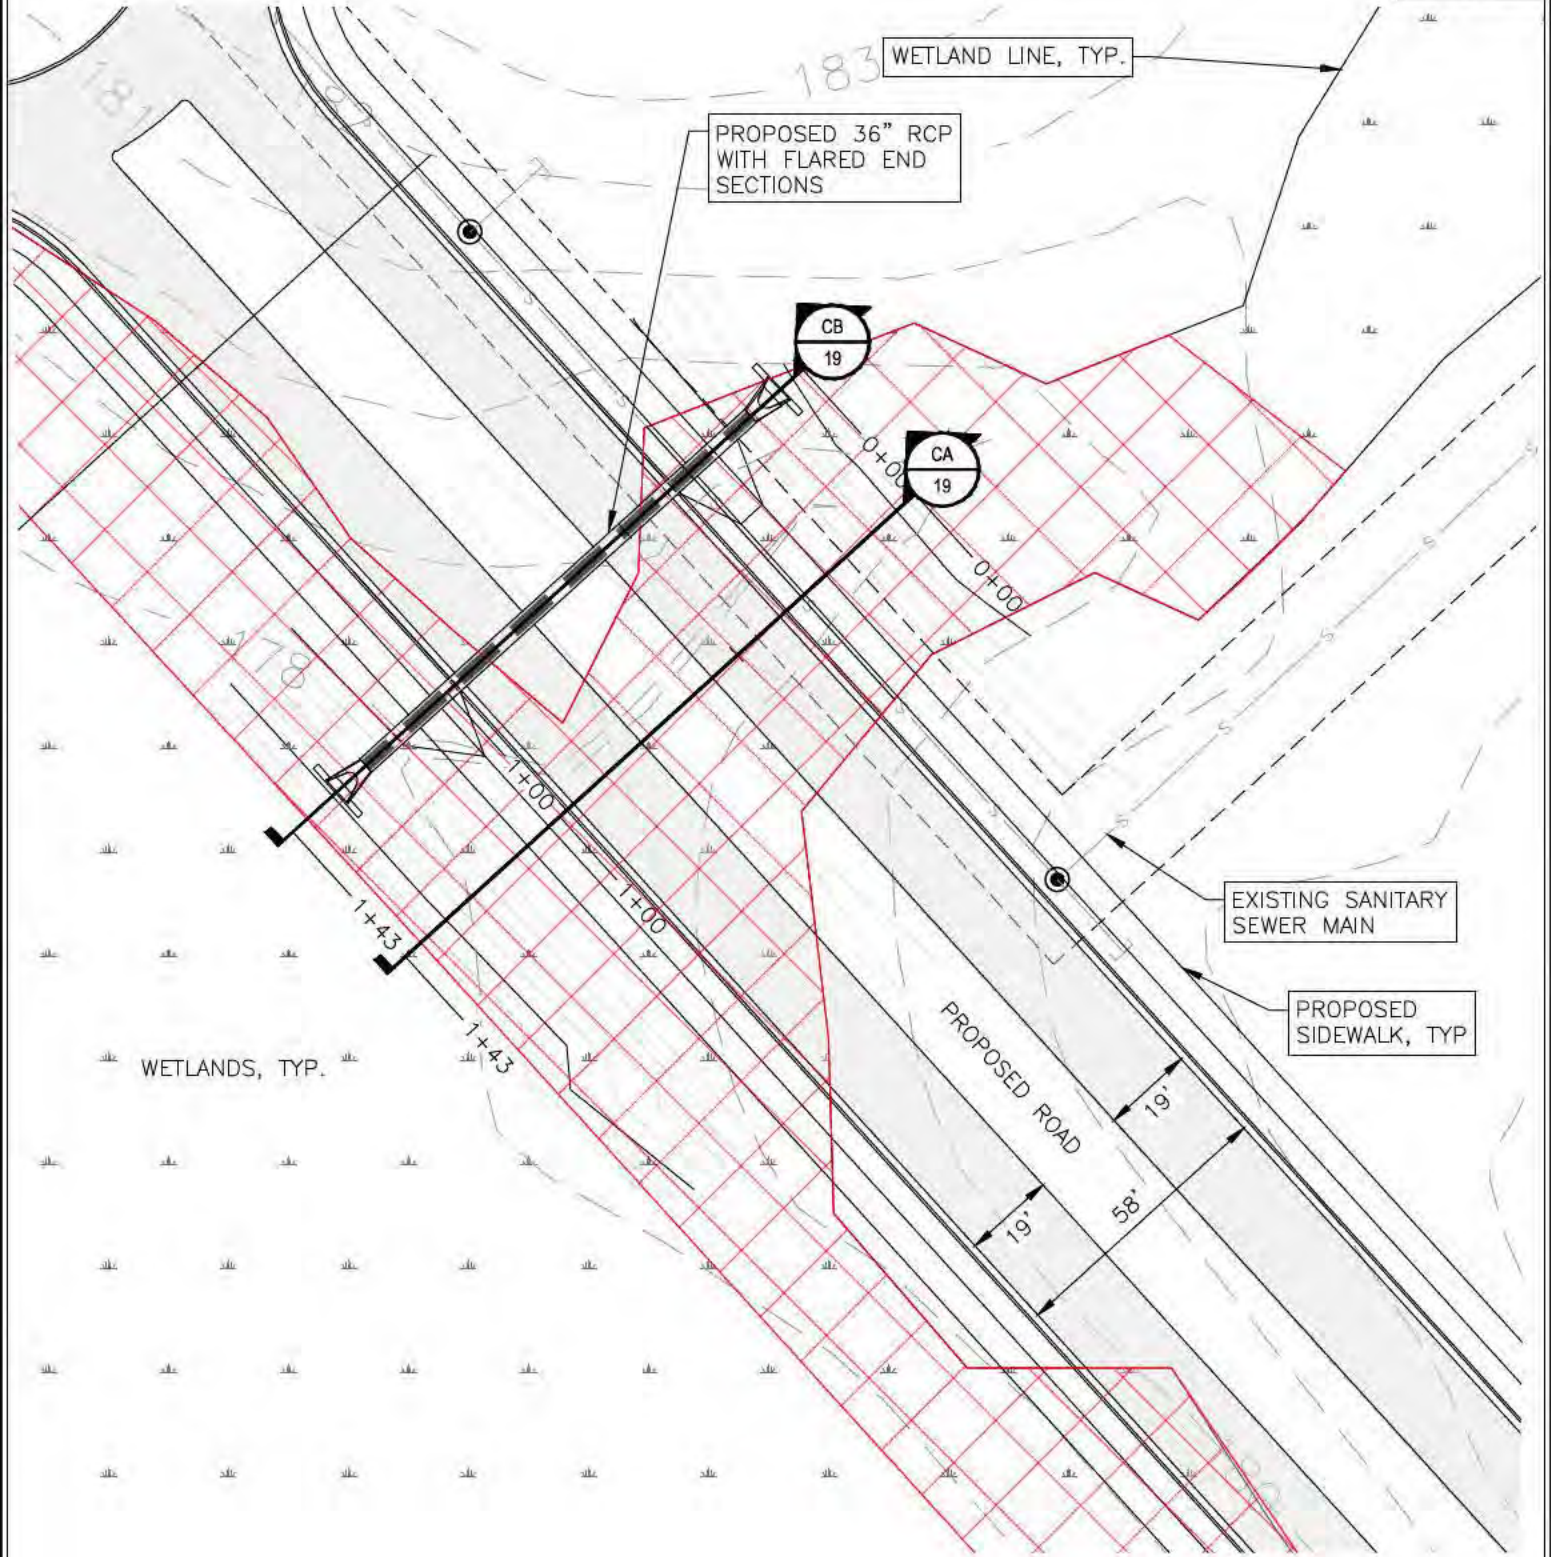 183
WETLAND LINE, TYP.
181
182
PROPOSED 36" RCP
WITH FLARED END
SECTIONS
S
CB
19
S
0+00
CA
19
S
S
0+00
178
S
S
S
1+00
S
S
1+00
EXISTING SANITARY
SEWER MAIN
1+43
PROPOSED
SIDEWALK, TYP
1+43
PROPOSED ROAD
WETLANDS, TYP.
19'
58'
19'